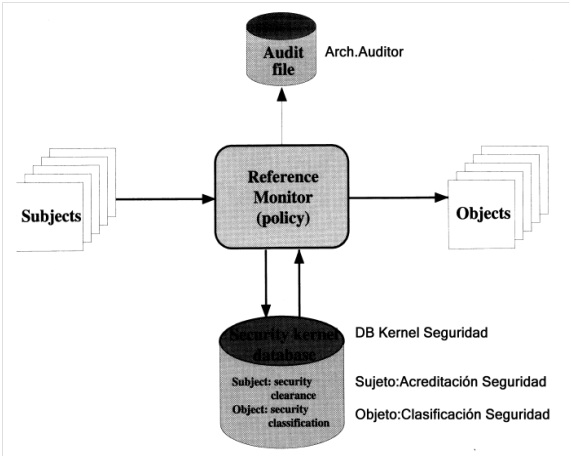 Audit
file
Arch.Auditor
Subjects
Reference
Monitor
(policy)
Objects
Security kernel
database
DB Kernel Seguridad
Subject: security
clearance
Object: security
classification
Sujeto:Acreditación Seguridad
Objeto:Clasificación Seguridad